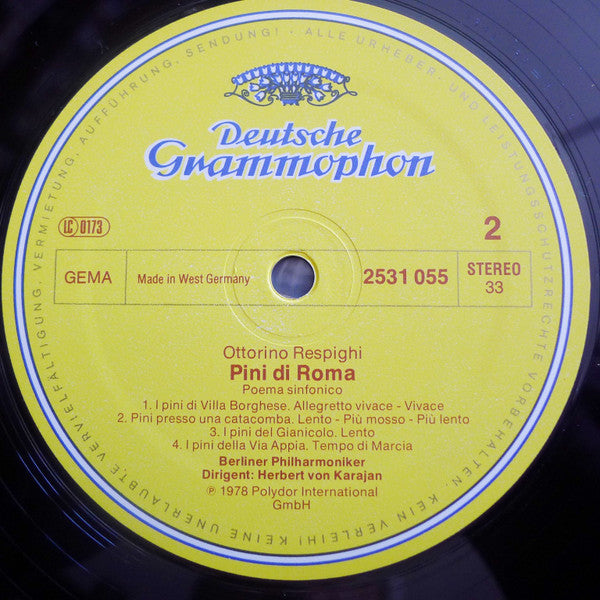 Deutsche
Grammophon
LC 0173
2
GEMA
Made in West Germany
2531 055
STEREO
33
Ottorino Respighi
Pini di Roma
Poema sinfonico
1. I pini di Villa Borghese. Allegretto vivace - Vivace
2. Pini presso una catacomba. Lento - Più mosso - Più lento
3. I pini del Gianicolo. Lento
4. I pini della Via Appia. Tempo di Marcia
Berliner Philharmoniker
Dirigent: Herbert von Karajan
℗ 1978 Polydor International
GmbH
ALLE URHEBER- UND LEISTUNGSSCHUTZRECHTE VORBEHALTEN. KEIN VERLEIH! KEINE UNERLAUBTE VERVIELFÄLTIGUNG, VERMIETUNG, AUFFÜHRUNG, SENDUNG! ·